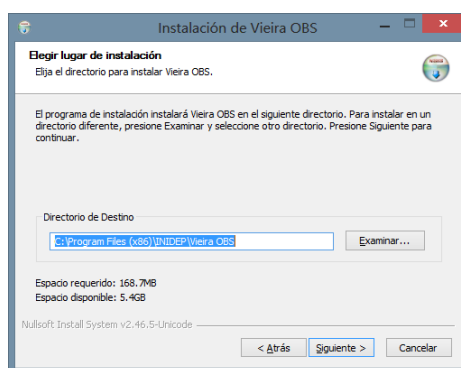 Instalación de Vieira OBS
Elegir lugar de instalación
Elija el directorio para instalar Vieira OBS.
El programa de instalación instalará Vieira OBS en el siguiente directorio. Para instalar en un
directorio diferente, presione Examinar y seleccione otro directorio. Presione Siguiente para
continuar.
Directorio de Destino
C:\Program Files (x86)\INIDEP\Vieira OBS
Examinar...
Espacio requerido: 168.7MB
Espacio disponible: 5.4GB
Nullsoft Install System v2.46.5-Unicode
< Atrás
Siguiente >
Cancelar